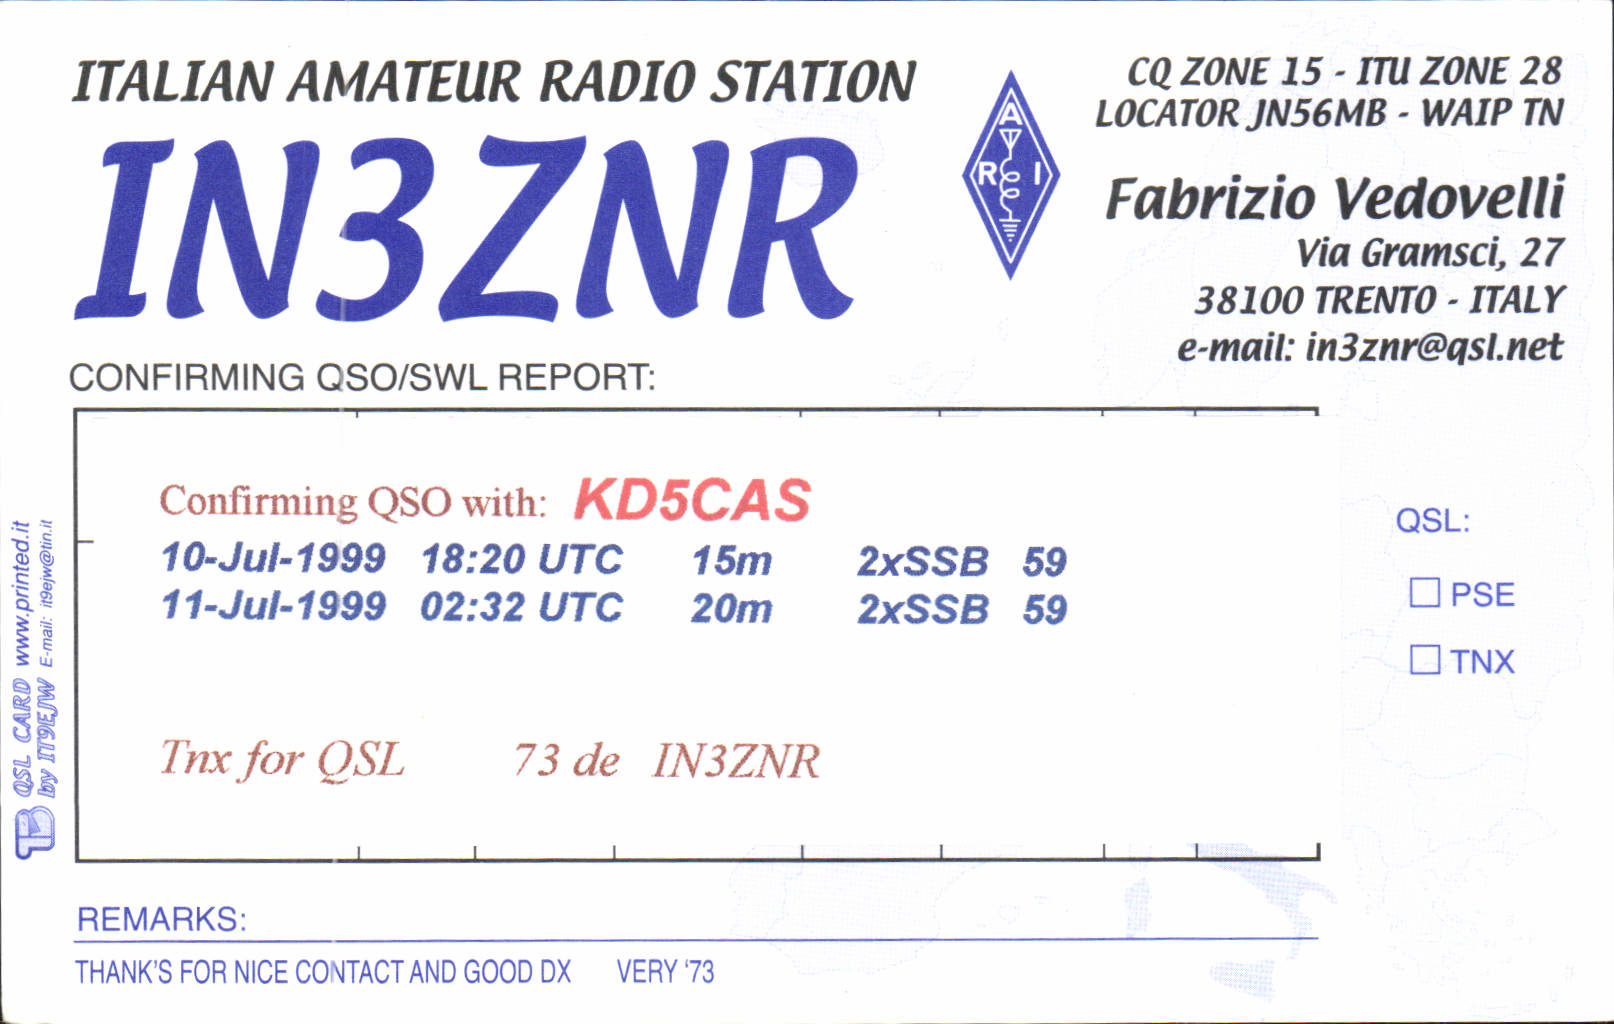 ITALIAN AMATEUR RADIO STATION
IN3ZNR
A
R I
CQ ZONE 15 - ITU ZONE 28
LOCATOR JN56MB - WAIP TN
Fabrizio Vedovelli
Via Gramsci, 27
38100 TRENTO - ITALY
e-mail: in3znr@qsl.net
CONFIRMING QSO/SWL REPORT:
Confirming QSO with: KD5CAS
10-Jul-1999 18:20 UTC 15m 2xSSB 59
11-Jul-1999 02:32 UTC 20m 2xSSB 59
Tnx for QSL 73 de IN3ZNR
QSL:
PSE
TNX
REMARKS:
THANK'S FOR NICE CONTACT AND GOOD DX VERY '73
QSL CARD www.printed.it
by IT9EJW E-mail: it9ejw@tin.it